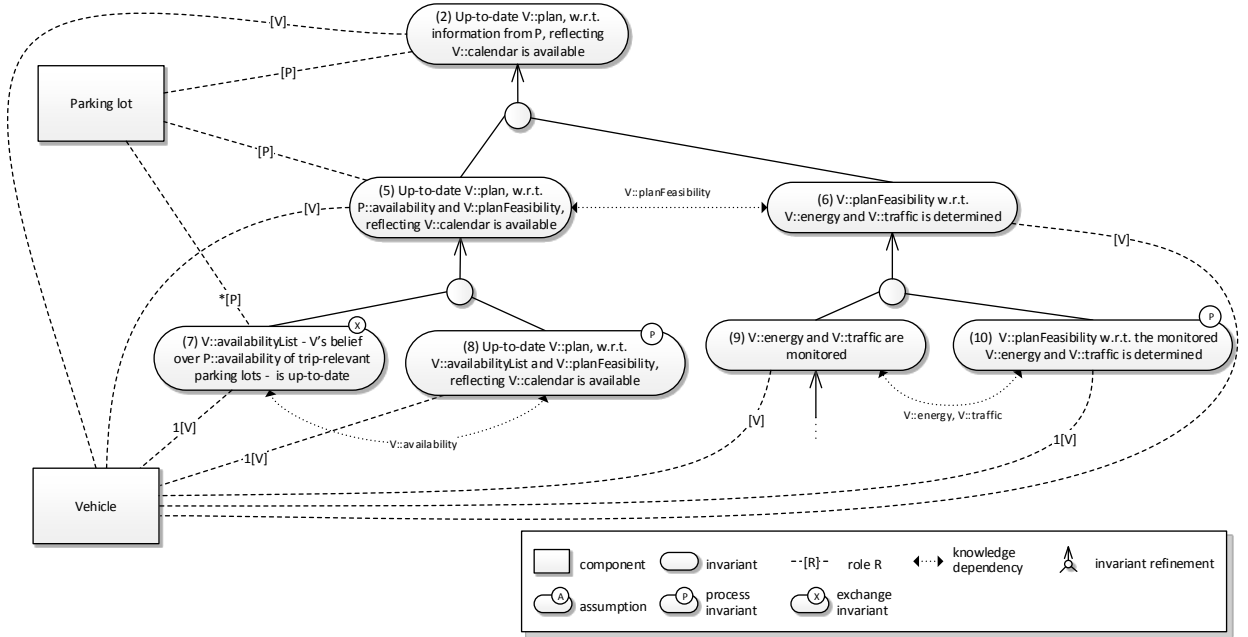 [V]
(2) Up-to-date V::plan, w.r.t.
information from P, reflecting
V::calendar is available
[P]
Parking lot
[P]
(5) Up-to-date V::plan, w.r.t.
P::availability and V::planFeasibility,
reflecting V::calendar is available
V::planFeasibility
(6) V::planFeasibility w.r.t.
V::energy and V::traffic is determined
[V]
[V]
*[P]
X
(7) V::availabilityList - V's belief
over P::availability of trip-relevant
parking lots - is up-to-date
P
(8) Up-to-date V::plan, w.r.t.
V::availabilityList and V::planFeasibility,
reflecting V::calendar is available
(9) V::energy and V::traffic are
monitored
P
(10) V::planFeasibility w.r.t. the monitored
V::energy and V::traffic is determined
V::energy, V::traffic
1[V]
V::availability
1[V]
[V]
1[V]
Vehicle
component
invariant
[R]
role R
knowledge
dependency
invariant refinement
A
assumption
P
process
invariant
X
exchange
invariant